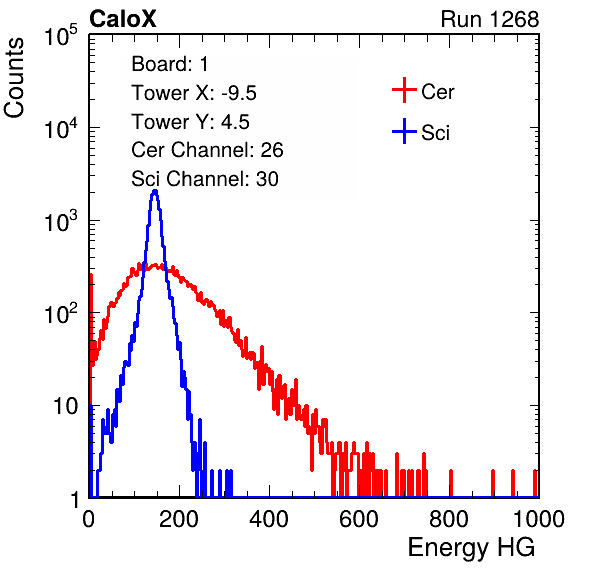 CaloX Run 1268
Counts
Board: 1
Tower X: -9.5
Tower Y: 4.5
Cer Channel: 26
Sci Channel: 30
Cer
Sci
10^5
10^4
10^3
10^2
10
1
0 200 400 600 800 1000
Energy HG